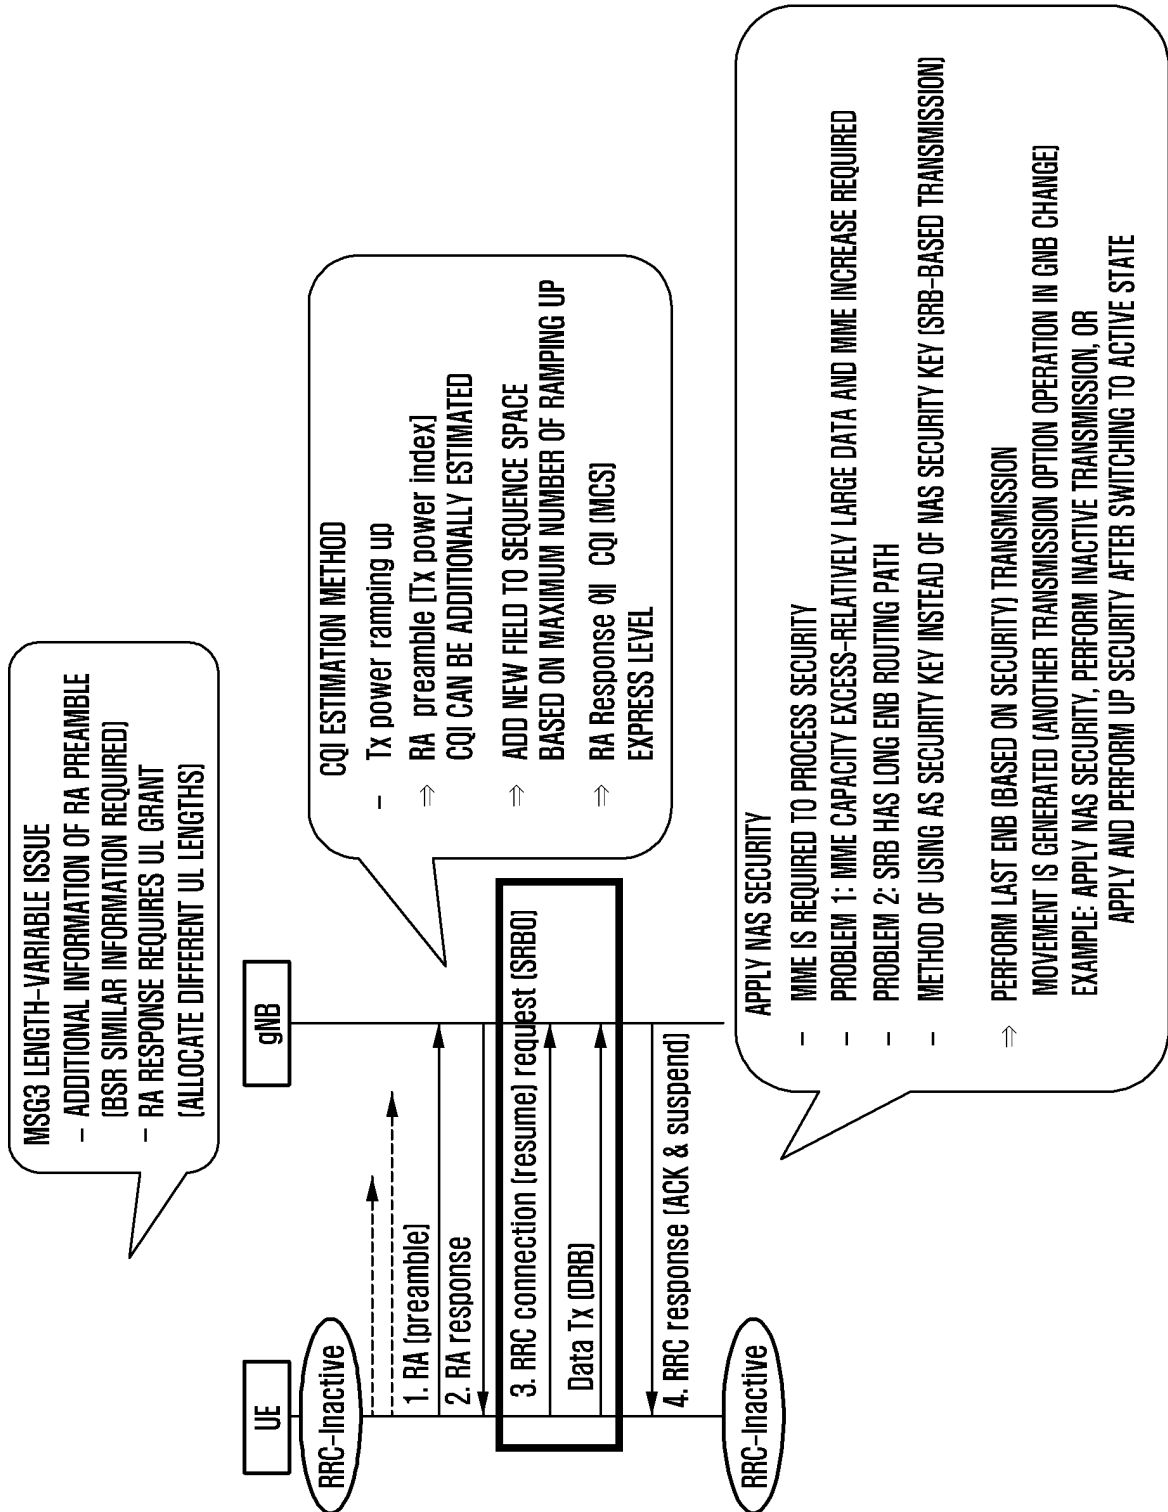 MSG3 LENGTH-VARIABLE ISSUE
- ADDITIONAL INFORMATION OF RA PREAMBLE
(BSR SIMILAR INFORMATION REQUIRED)
- RA RESPONSE REQUIRES UL GRANT
(ALLOCATE DIFFERENT UL LENGTHS)
UE
gNB
RRC-Inactive
1. RA (preamble)
2. RA response
3. RRC connection (resume) request (SRB0)
Data Tx (DRB)
4. RRC response (ACK & suspend)
RRC-Inactive
CQI ESTIMATION METHOD
- Tx power ramping up
⇒ RA preamble [Tx power index]
CQI CAN BE ADDITIONALLY ESTIMATED
⇒ ADD NEW FIELD TO SEQUENCE SPACE
BASED ON MAXIMUM NUMBER OF RAMPING UP
⇒ RA Response 에 CQI (MCS)
EXPRESS LEVEL
APPLY NAS SECURITY
- MME IS REQUIRED TO PROCESS SECURITY
- PROBLEM 1: MME CAPACITY EXCESS-RELATIVELY LARGE DATA AND MME INCREASE REQUIRED
- PROBLEM 2: SRB HAS LONG ENB ROUTING PATH
- METHOD OF USING AS SECURITY KEY INSTEAD OF NAS SECURITY KEY (SRB-BASED TRANSMISSION)
⇒ PERFORM LAST ENB (BASED ON SECURITY) TRANSMISSION
MOVEMENT IS GENERATED (ANOTHER TRANSMISSION OPTION OPERATION IN GNB CHANGE)
EXAMPLE: APPLY NAS SECURITY, PERFORM INACTIVE TRANSMISSION, OR
APPLY AND PERFORM UP SECURITY AFTER SWITCHING TO ACTIVE STATE